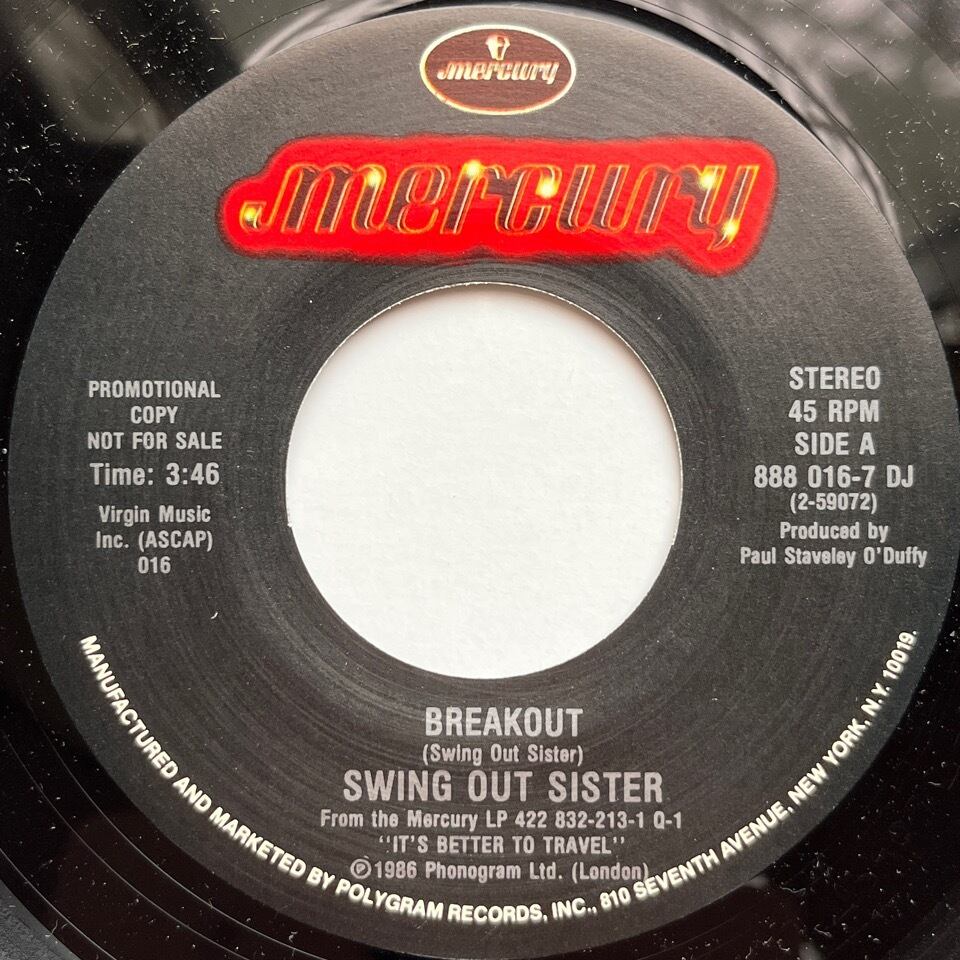 mercury
mercury
PROMOTIONAL
COPY
NOT FOR SALE
Time: 3:46
Virgin Music
Inc. (ASCAP)
016
STEREO
45 RPM
SIDE A
888 016-7 DJ
(2-59072)
Produced by
Paul Staveley O'Duffy
BREAKOUT
(Swing Out Sister)
SWING OUT SISTER
From the Mercury LP 422 832-213-1 Q-1
"IT'S BETTER TO TRAVEL"
℗1986 Phonogram Ltd. (London)
MANUFACTURED AND MARKETED BY POLYGRAM RECORDS, INC., 810 SEVENTH AVENUE, NEW YORK, N.Y. 10019.